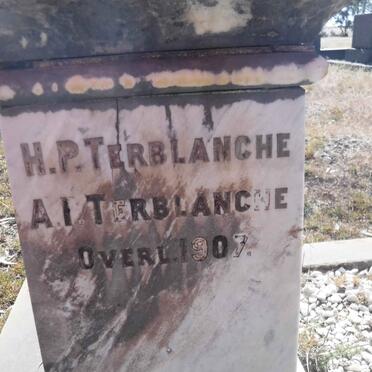 H.P. TERBLANCHE
A.I. TERBLANCHE
OVERL. 1907.